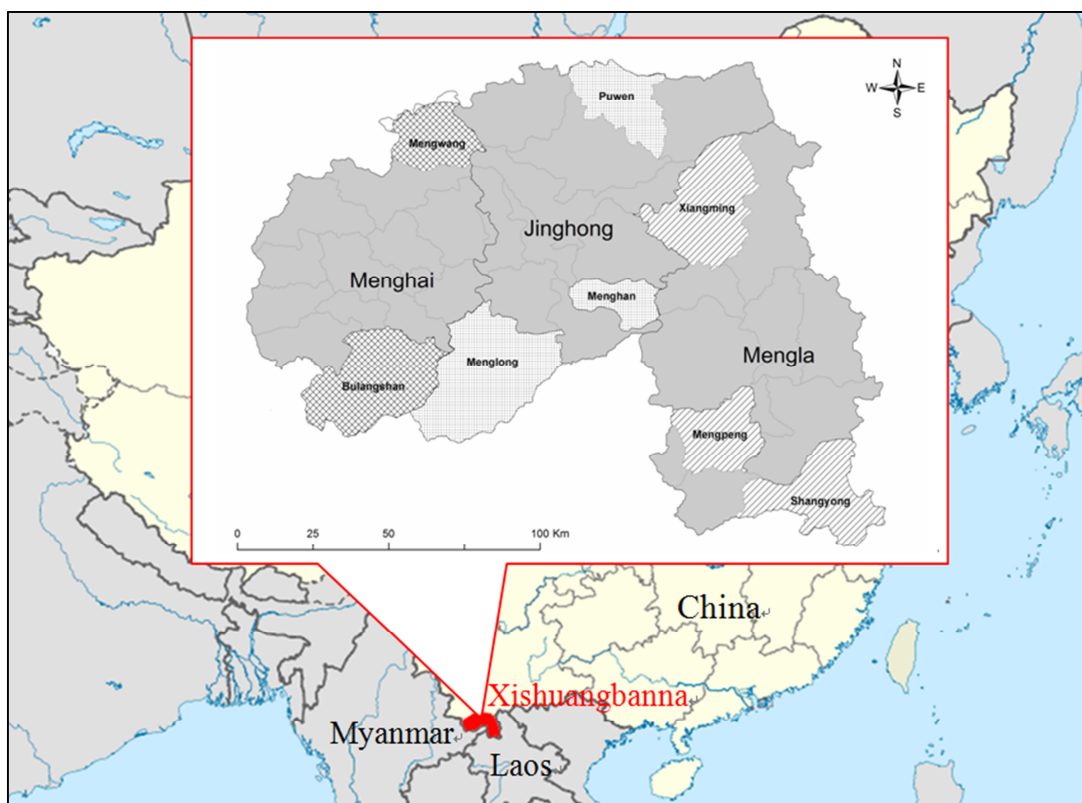 N
W E
S
Puwen
Mengwang
Xiangming
Jinghong
Menghai
Menghan
Mengla
Menglong
Bulangshan
Mengpeng
Shangyong
0 25 50 100 Km
China
Xishuangbanna
Myanmar
Laos